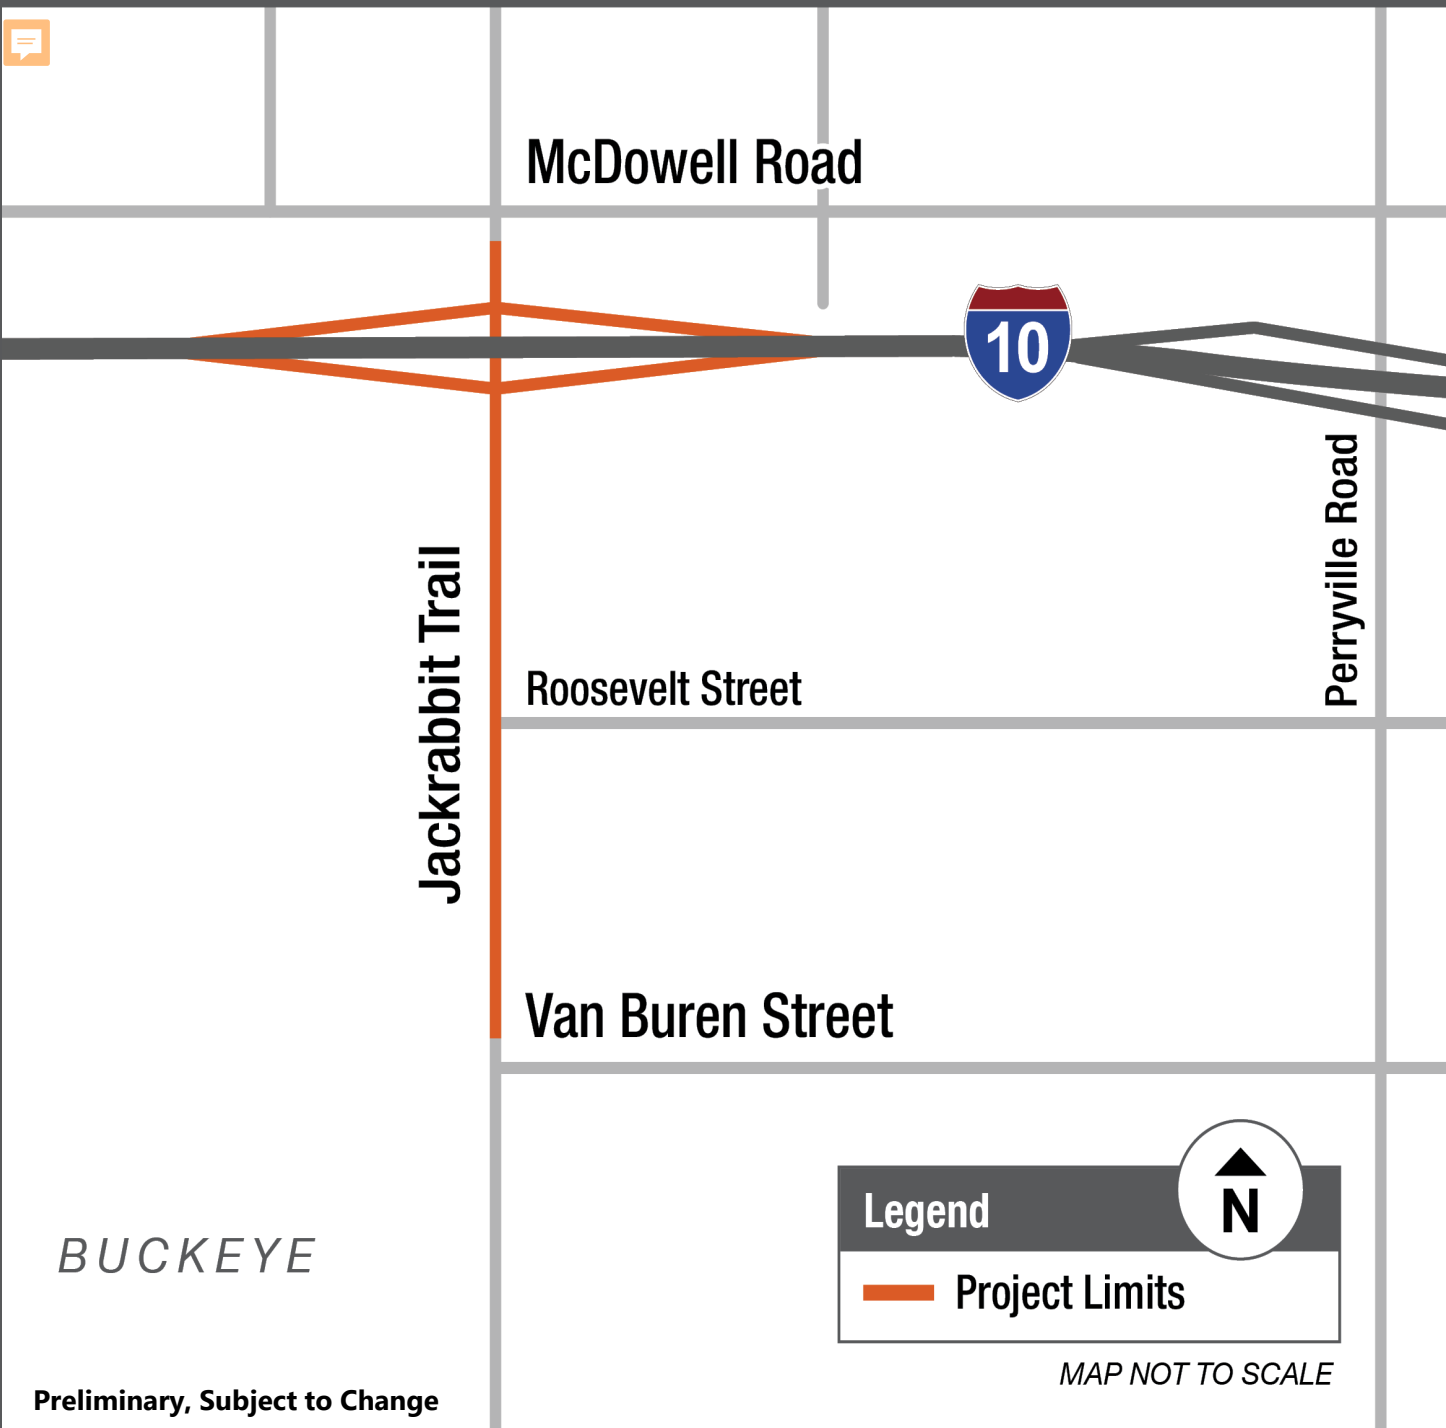 McDowell Road
10
Perryville Road
Jackrabbit Trail
Roosevelt Street
Van Buren Street
N
Legend
Project Limits
BUCKEYE
MAP NOT TO SCALE
Preliminary, Subject to Change